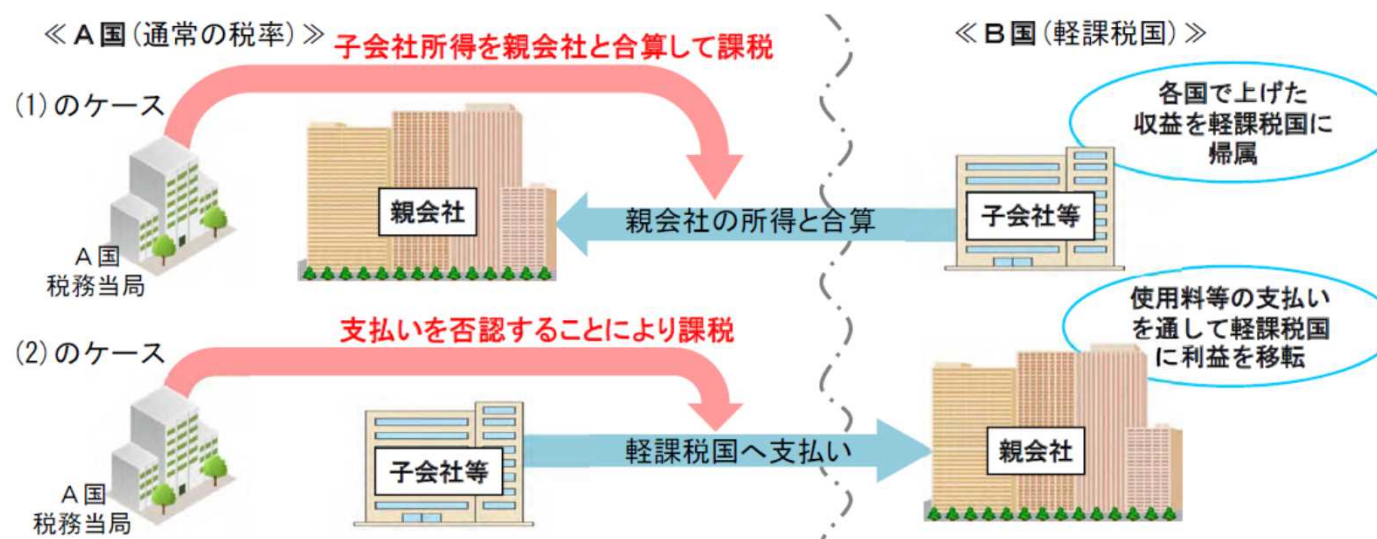 ≪ A国(通常の税率) ≫
≪ B国(軽課税国) ≫
子会社所得を親会社と合算して課税
(1) のケース
各国で上げた
収益を軽課税国に
帰属
親会社
親会社の所得と合算
子会社等
A国
税務当局
使用料等の支払い
を通して軽課税国
に利益を移転
支払いを否認することにより課税
(2) のケース
子会社等
軽課税国へ支払い
親会社
A国
税務当局